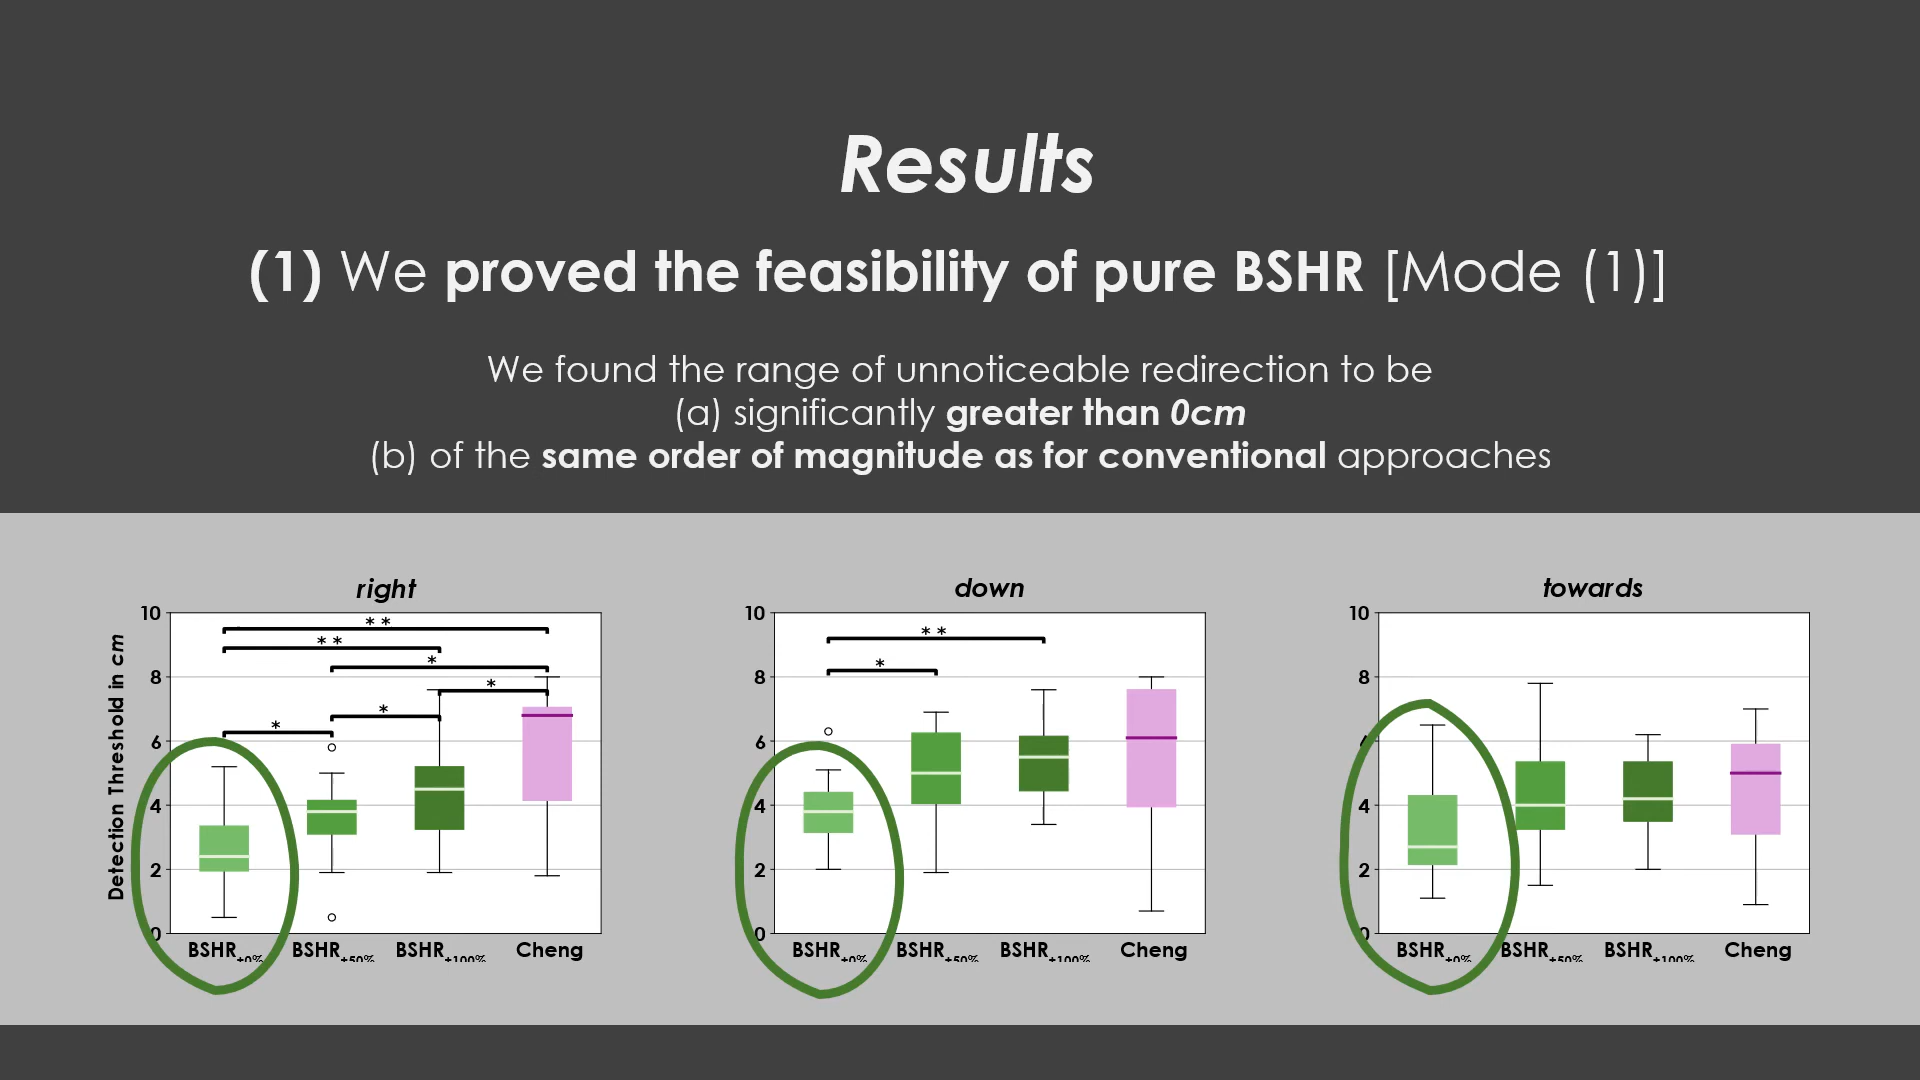 Results
(1) We proved the feasibility of pure BSHR [Mode (1)]
We found the range of unnoticeable redirection to be
(a) significantly greater than 0cm
(b) of the same order of magnitude as for conventional approaches
right
down
towards
Detection Threshold in cm
10
8
6
4
2
0
* *
* *
*
*
*
*
BSHR±0% BSHR±50% BSHR±100% Cheng
10
8
6
4
2
0
* *
*
BSHR±0% BSHR±50% BSHR±100% Cheng
10
8
6
4
2
0
BSHR±0% BSHR±50% BSHR±100% Cheng